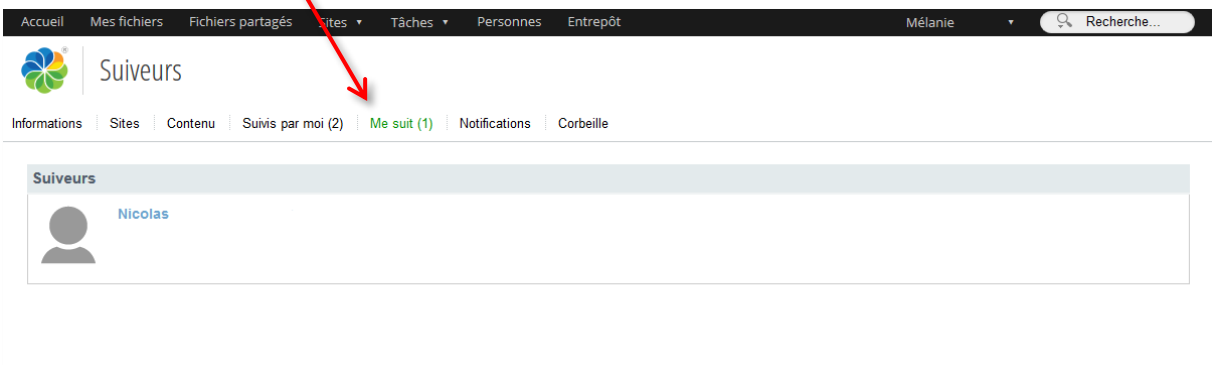 Accueil Mes fichiers Fichiers partagés Sites Tâches Personnes Entrepôt Mélanie Recherche...
Suiveurs
Informations Sites Contenu Suivis par moi (2) Me suit (1) Notifications Corbeille
Suiveurs
Nicolas